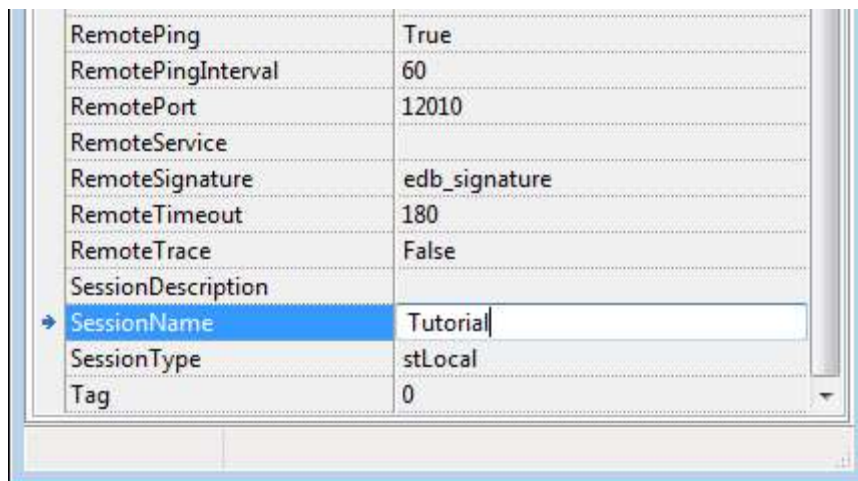 RemotePing True
RemotePingInterval 60
RemotePort 12010
RemoteService
RemoteSignature edb_signature
RemoteTimeout 180
RemoteTrace False
SessionDescription
SessionName Tutorial
SessionType stLocal
Tag 0